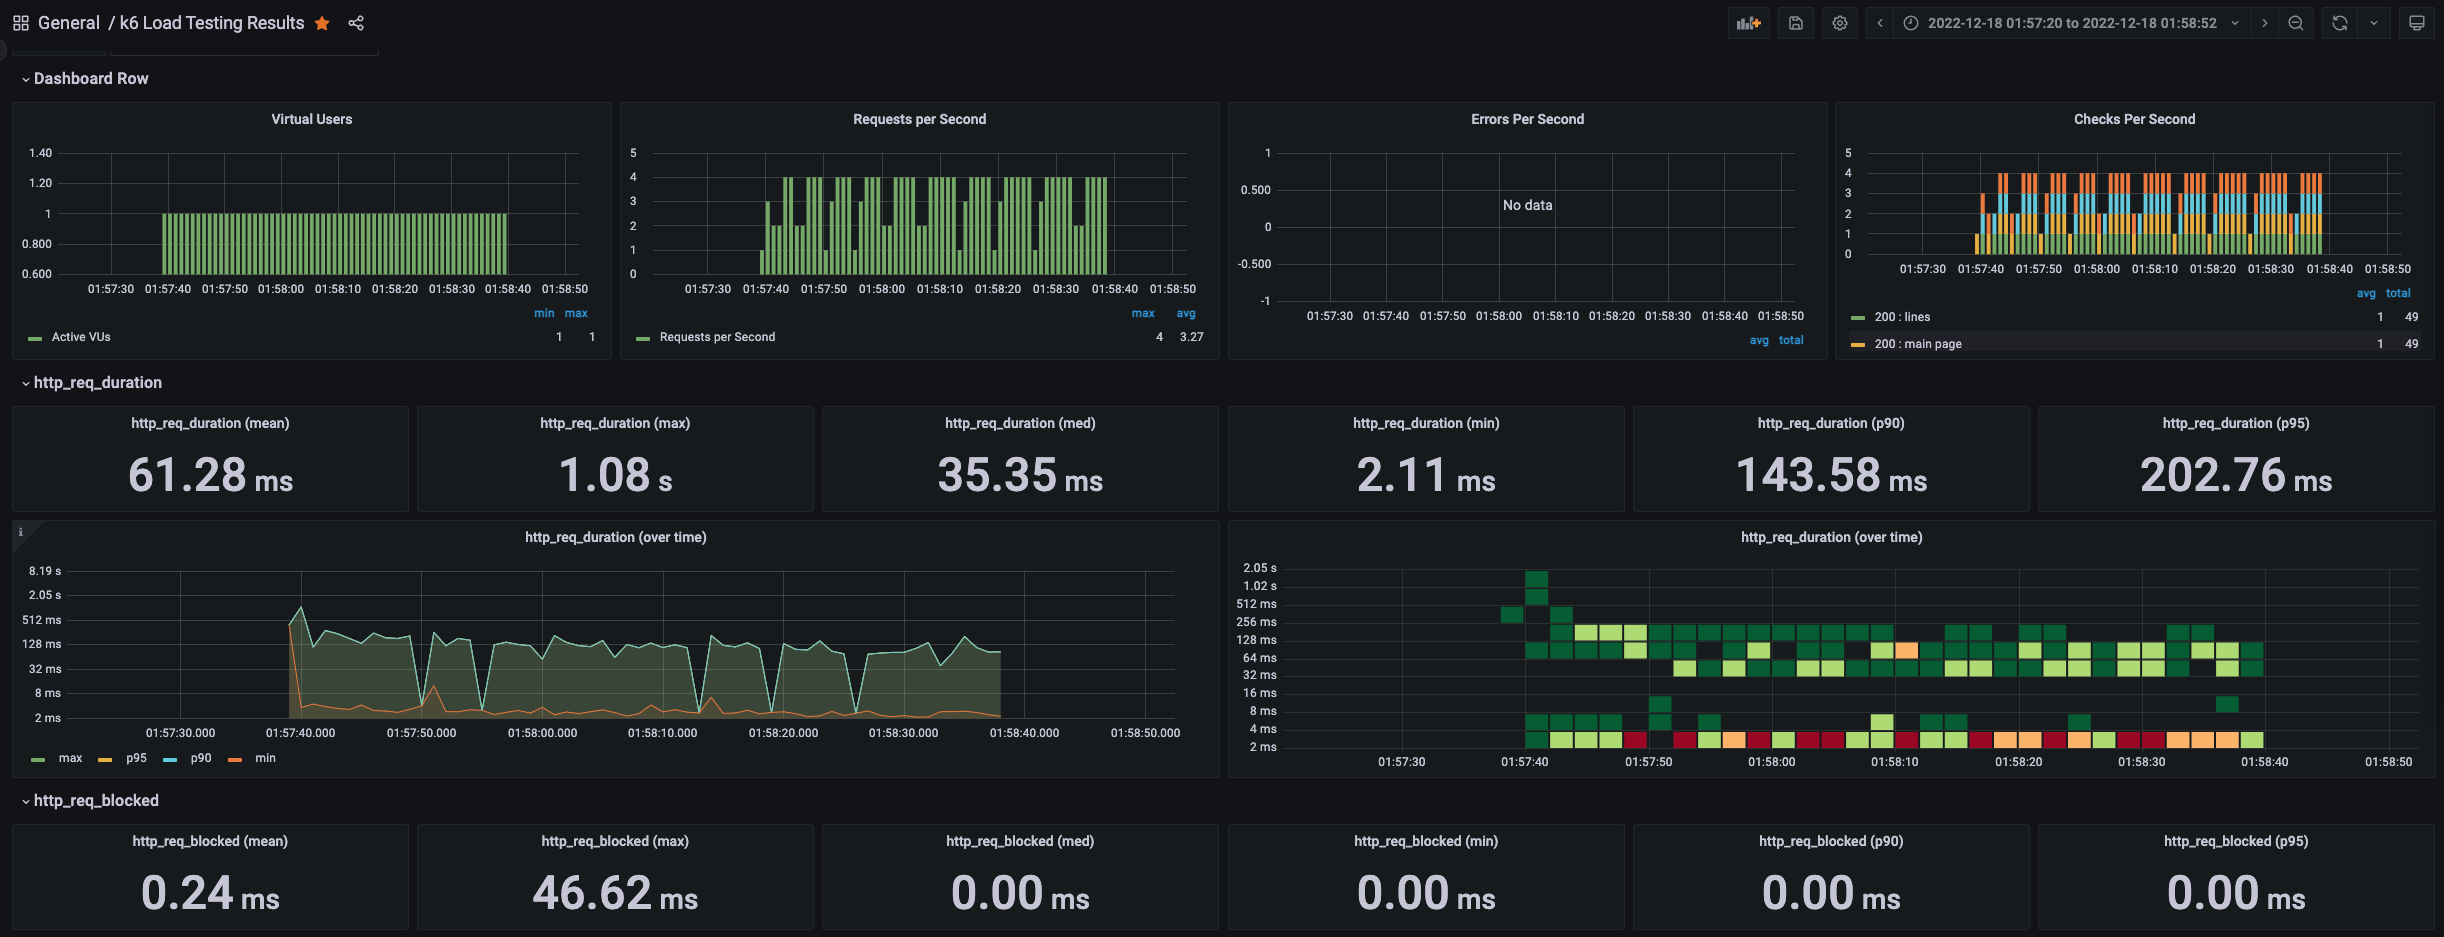 General / k6 Load Testing Results
2022-12-18 01:57:20 to 2022-12-18 01:58:52
Dashboard Row
Virtual Users
1.40
1.20
1
0.800
0.600
01:57:30 01:57:40 01:57:50 01:58:00 01:58:10 01:58:20 01:58:30 01:58:40 01:58:50
min max
Active VUs 1 1
Requests per Second
5
4
3
2
1
0
01:57:30 01:57:40 01:57:50 01:58:00 01:58:10 01:58:20 01:58:30 01:58:40 01:58:50
max avg
Requests per Second 4 3.27
Errors Per Second
1
0.500
0
-0.500
-1
No data
01:57:30 01:57:40 01:57:50 01:58:00 01:58:10 01:58:20 01:58:30 01:58:40 01:58:50
avg total
Checks Per Second
5
4
3
2
1
0
01:57:30 01:57:40 01:57:50 01:58:00 01:58:10 01:58:20 01:58:30 01:58:40 01:58:50
avg total
200 : lines 1 49
200 : main page 1 49
http_req_duration
http_req_duration (mean)
61.28 ms
http_req_duration (max)
1.08 s
http_req_duration (med)
35.35 ms
http_req_duration (min)
2.11 ms
http_req_duration (p90)
143.58 ms
http_req_duration (p95)
202.76 ms
i
http_req_duration (over time)
8.19 s
2.05 s
512 ms
128 ms
32 ms
8 ms
2 ms
01:57:30.000 01:57:40.000 01:57:50.000 01:58:00.000 01:58:10.000 01:58:20.000 01:58:30.000 01:58:40.000 01:58:50.000
max p95 p90 min
http_req_duration (over time)
2.05 s
1.02 s
512 ms
256 ms
128 ms
64 ms
32 ms
16 ms
8 ms
4 ms
2 ms
01:57:30 01:57:40 01:57:50 01:58:00 01:58:10 01:58:20 01:58:30 01:58:40 01:58:50
http_req_blocked
http_req_blocked (mean)
0.24 ms
http_req_blocked (max)
46.62 ms
http_req_blocked (med)
0.00 ms
http_req_blocked (min)
0.00 ms
http_req_blocked (p90)
0.00 ms
http_req_blocked (p95)
0.00 ms